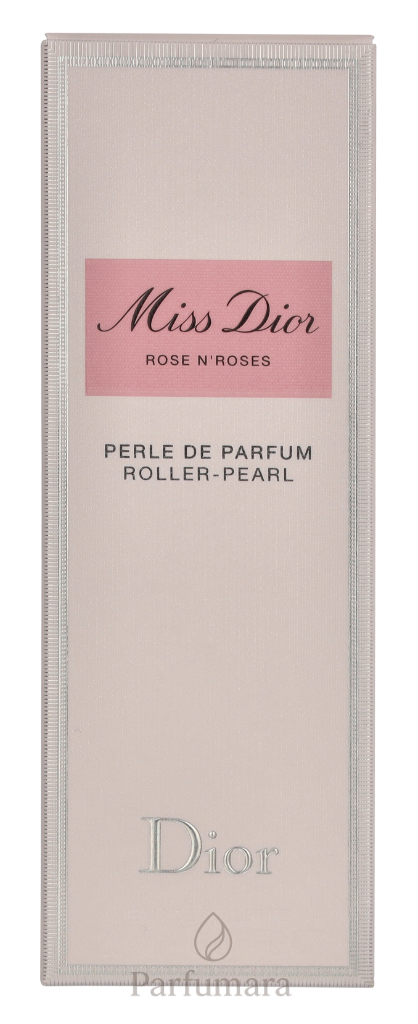 Miss Dior
ROSE N'ROSES
PERLE DE PARFUM
ROLLER-PEARL
Dior
Parfumara